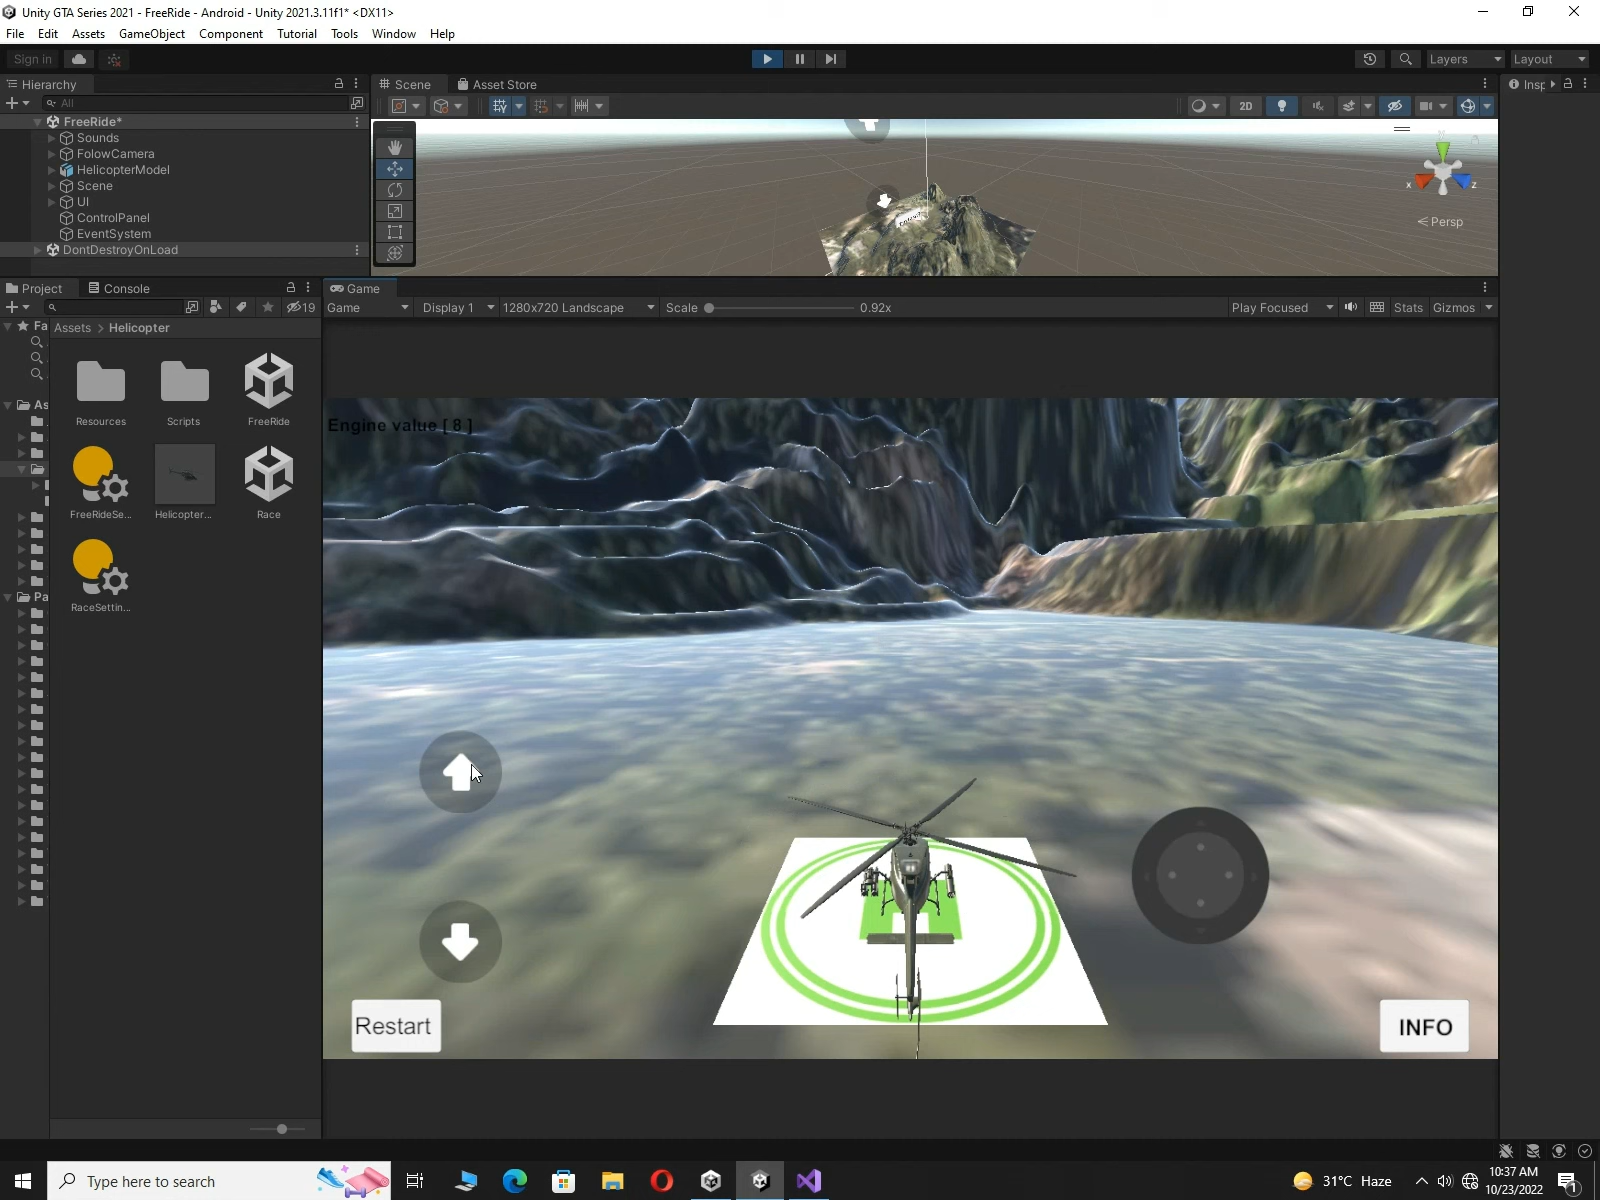 Unity GTA Series 2021 - FreeRide - Android - Unity 2021.3.11f1* <DX11>
File Edit Assets GameObject Component Tutorial Tools Window Help
Sign in
Layers
Layout
Hierarchy
Scene
Asset Store
Insp
All
2D
FreeRide*
Sounds
FolowCamera
HelicopterModel
Scene
UI
ControlPanel
EventSystem
DontDestroyOnLoad
x
z
< Persp
Project
Console
Game
19
Game
Display 1
1280x720 Landscape
Scale
0.92x
Play Focused
Stats
Gizmos
Fa
Assets > Helicopter
As
Pa
Resources
Scripts
FreeRide
FreeRideSe...
Helicopter...
Race
RaceSettin...
Engine value [ 8 ]
Restart
INFO
Type here to search
31°C Haze
10:37 AM
10/23/2022
1